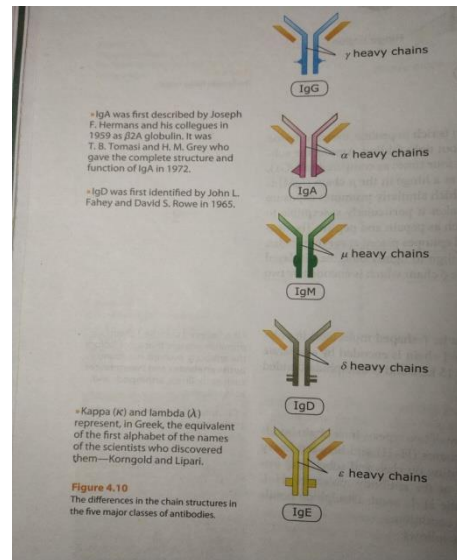 γ heavy chains
IgG
•IgA was first described by Joseph
F. Hermans and his collegues in
1959 as β2A globulin. It was
T. B. Tomasi and H. M. Grey who
gave the complete structure and
function of IgA in 1972.
α heavy chains
IgA
•IgD was first identified by John L.
Fahey and David S. Rowe in 1965.
μ heavy chains
IgM
δ heavy chains
IgD
•Kappa (κ) and lambda (λ)
represent, in Greek, the equivalent
of the first alphabet of the names
of the scientists who discovered
them—Korngold and Lipari.
ε heavy chains
IgE
Figure 4.10
The differences in the chain structures in
the five major classes of antibodies.